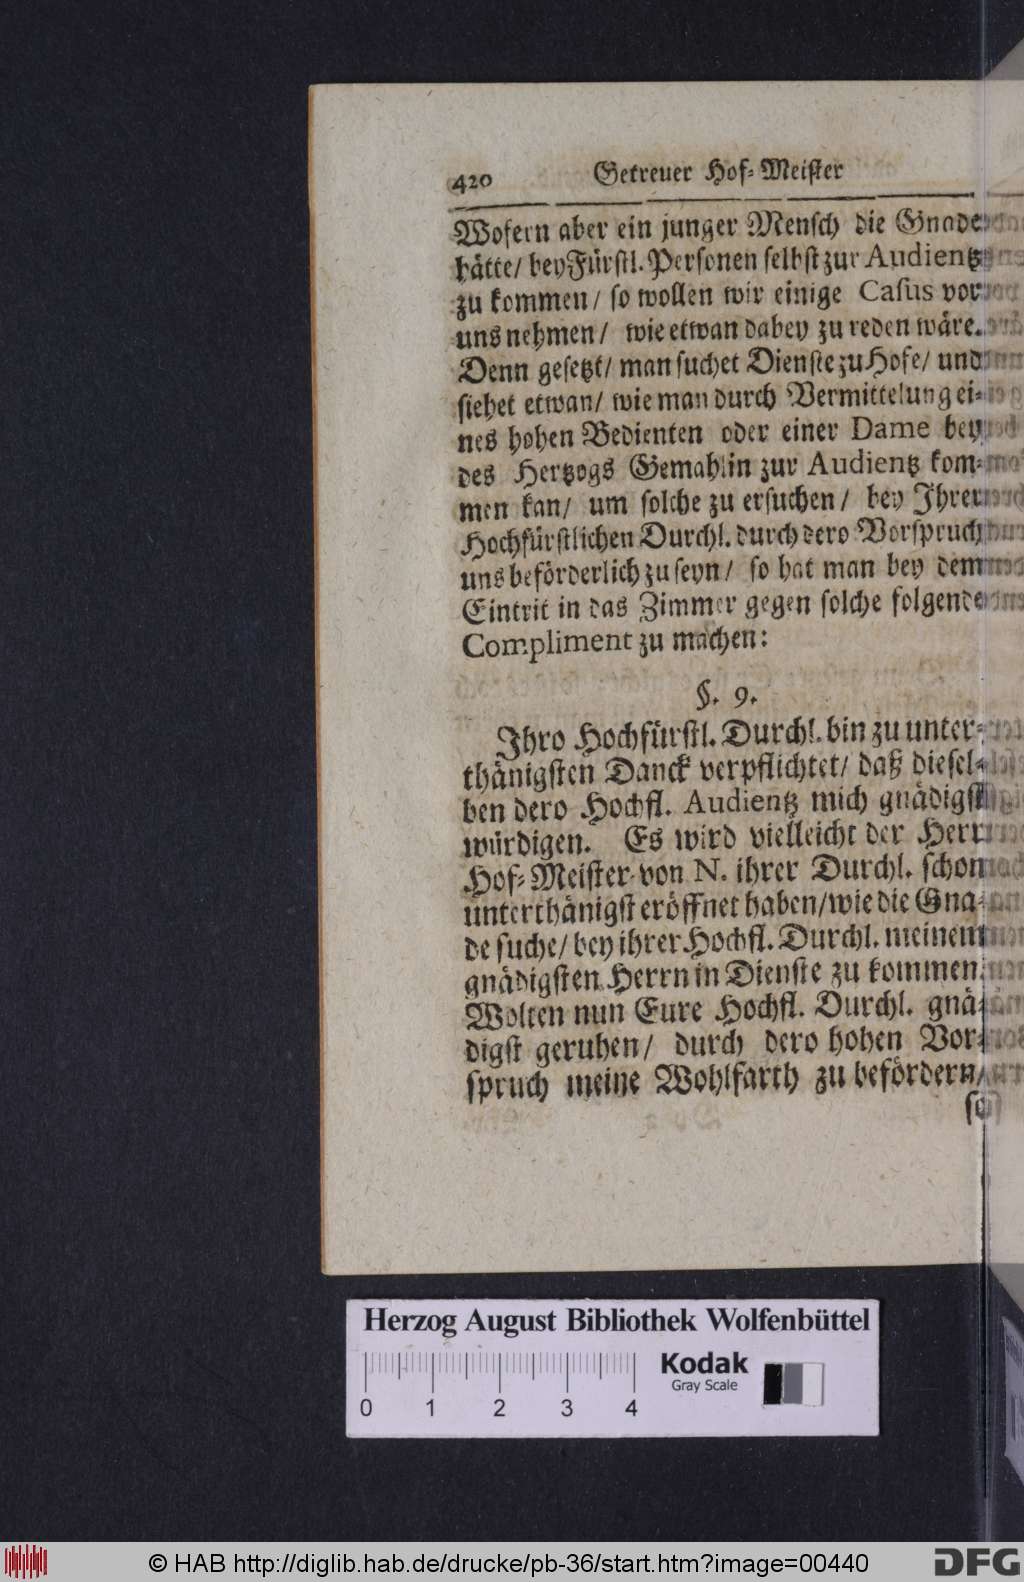 420 Getreuer Hof-Meister
Wofern aber ein junger Mensch die Gnade
hätte/ bey Fürstl. Personen selbst zur Audientz
zu kommen/ so wollen wir einige Casus vor
uns nehmen/ wie etwan dabey zu reden wäre.
Denn gesetzt/ man suchet Dienste zu Hofe/ und
siehet etwan/ wie man durch Vermittelung ei-
nes hohen Bedienten oder einer Dame bey
des Hertzogs Gemahlin zur Audientz kom-
men kan/ um solche zu ersuchen/ bey Ihrer
Hochfürstlichen Durchl. durch dero Vorspruch
uns beförderlich zu seyn/ so hat man bey dem
Eintrit in das Zimmer gegen solche folgende
Compliment zu machen:
§. 9.
Ihro Hochfürstl. Durchl. bin zu unter-
thänigsten Danck verpflichtet/ daß diesel-
ben dero Hochfl. Audientz mich gnädigst
würdigen. Es wird vielleicht der Herr
Hof-Meister von N. ihrer Durchl. schon
unterthänigst eröffnet haben/ wie die Gna-
de suche/ bey ihrer Hochfl. Durchl. meinem
gnädigsten Herrn in Dienste zu kommen.
Wolten nun Eure Hochfl. Durchl. gnä-
digst geruhen/ durch dero hohen Vor-
spruch meine Wohlfarth zu befördern/
so
Herzog August Bibliothek Wolfenbüttel
0 1 2 3 4
Kodak
Gray Scale
© HAB http://diglib.hab.de/drucke/pb-36/start.htm?image=00440
DFG